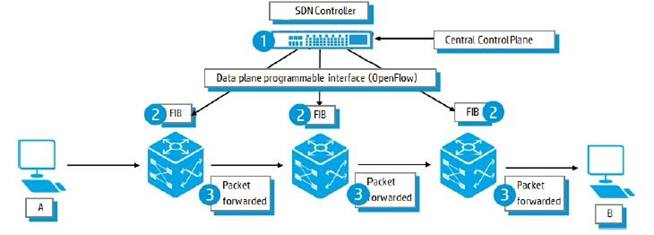 SDN Controller
1
Central Control Plane
Data plane programmable interface (OpenFlow)
2 FIB
2 FIB
FIB 2
3 Packet
forwarded
3 Packet
forwarded
3 Packet
forwarded
A
B